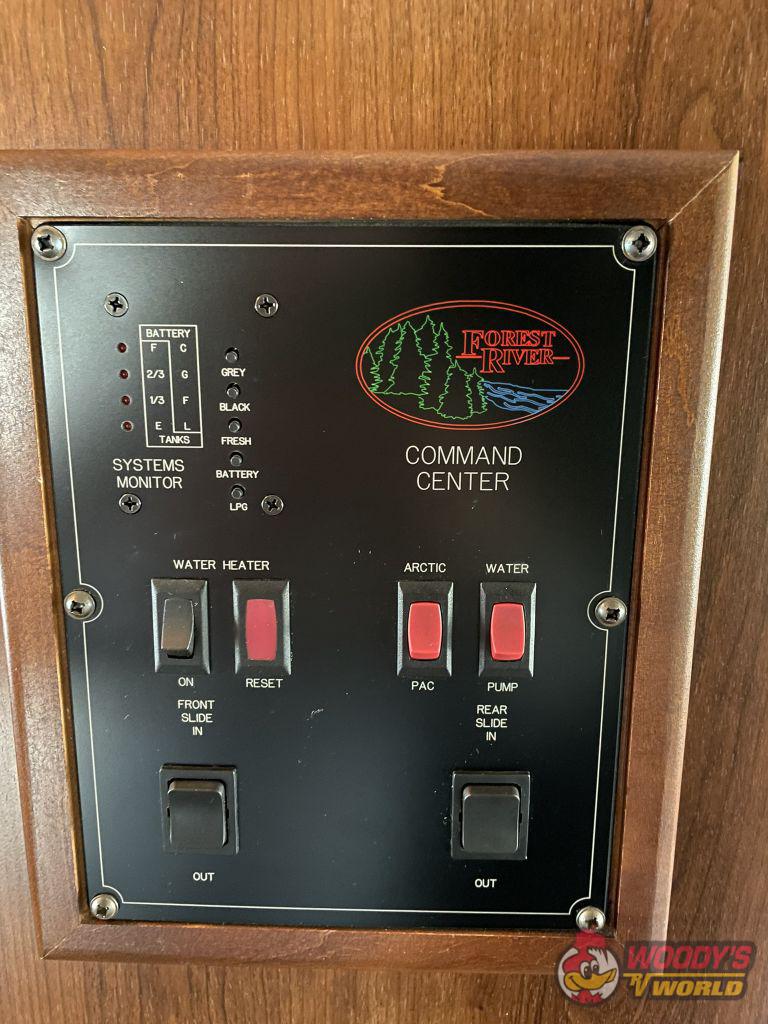 BATTERY
F C
2/3 G
1/3 F
E L
TANKS
GREY
BLACK
FRESH
BATTERY
LPG
SYSTEMS
MONITOR
FOREST
RIVER
COMMAND
CENTER
WATER HEATER
ON
RESET
ARCTIC
PAC
WATER
PUMP
FRONT
SLIDE
IN
OUT
REAR
SLIDE
IN
OUT
WOODY'S
RV WORLD